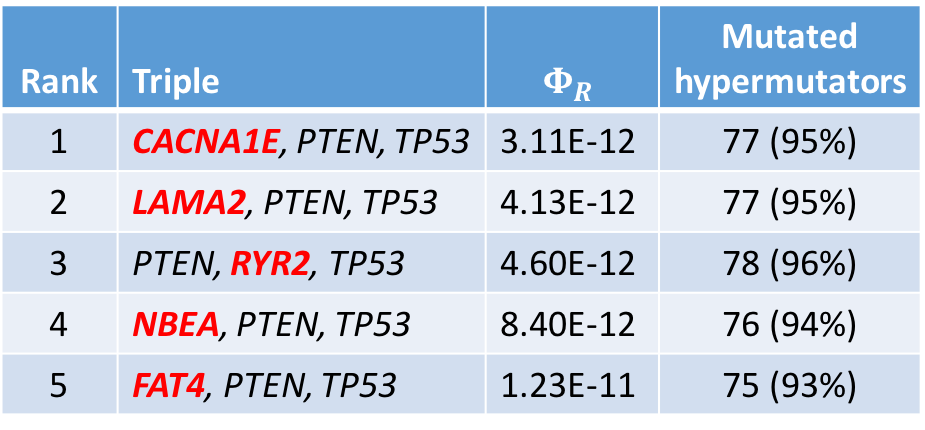 Rank Triple Φ_R Mutated hypermutators
1 CACNA1E, PTEN, TP53 3.11E-12 77 (95%)
2 LAMA2, PTEN, TP53 4.13E-12 77 (95%)
3 PTEN, RYR2, TP53 4.60E-12 78 (96%)
4 NBEA, PTEN, TP53 8.40E-12 76 (94%)
5 FAT4, PTEN, TP53 1.23E-11 75 (93%)